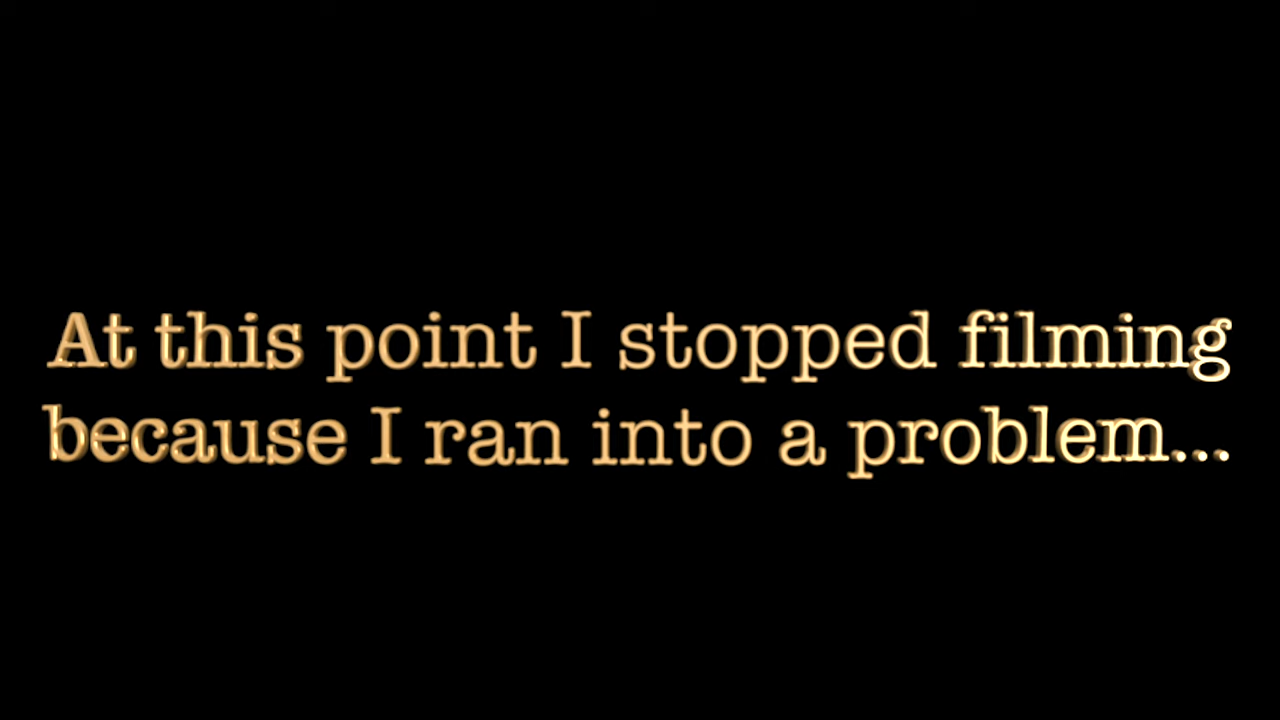 At this point I stopped filming
because I ran into a problem...